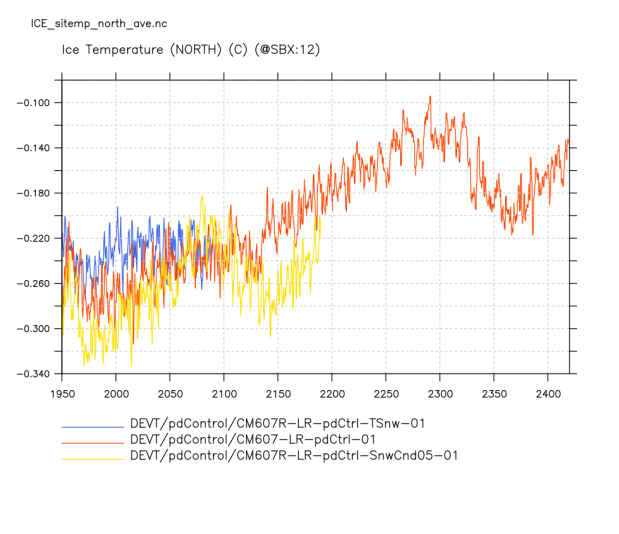 ICE_sitemp_north_ave.nc
Ice Temperature (NORTH) (C) (@SBX:12)
-0.100
-0.140
-0.180
-0.220
-0.260
-0.300
-0.340
1950 2000 2050 2100 2150 2200 2250 2300 2350 2400
DEVT/pdControl/CM607R-LR-pdCtrl-TSnw-01
DEVT/pdControl/CM607-LR-pdCtrl-01
DEVT/pdControl/CM607R-LR-pdCtrl-SnwCnd05-01